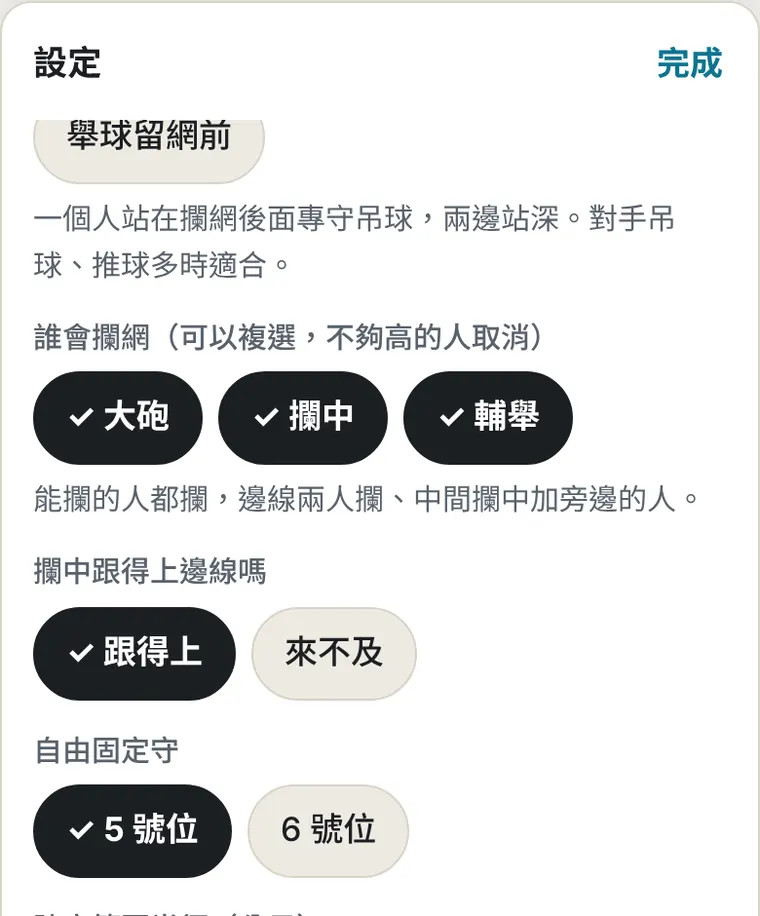 設定
完成
舉球留網前
一個人站在攔網後面專守吊球，兩邊站深。對手吊
球、推球多時適合。
誰會攔網（可以複選，不夠高的人取消）
✓ 大砲 ✓ 攔中 ✓ 輔舉
能攔的人都攔，邊線兩人攔、中間攔中加旁邊的人。
攔中跟得上邊線嗎
✓ 跟得上 來不及
自由固定守
✓ 5 號位 6 號位